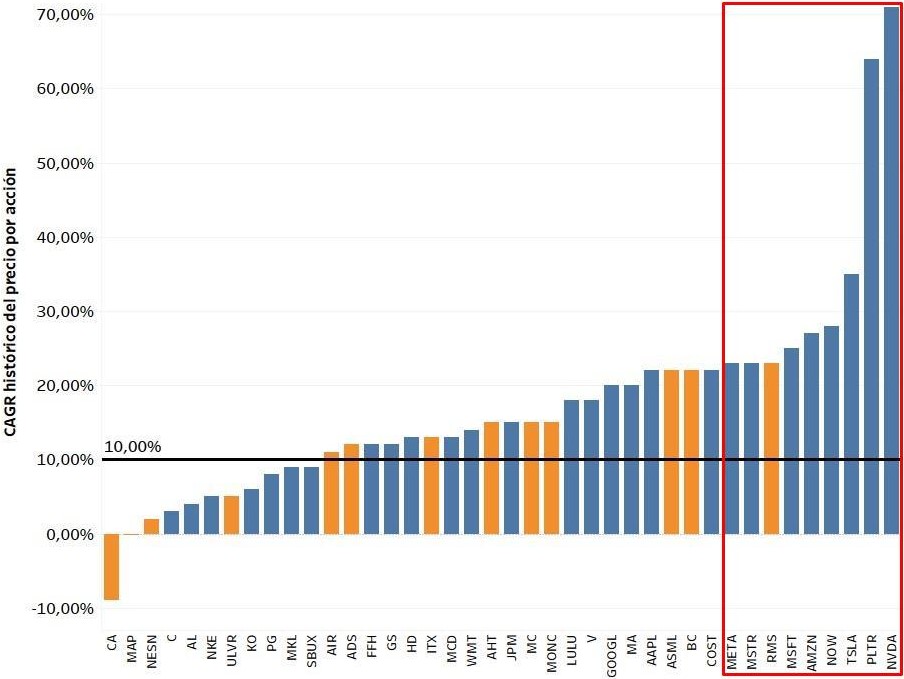 CAGR histórico del precio por acción
70,00%
60,00%
50,00%
40,00%
30,00%
20,00%
10,00%
10,00%
0,00%
-10,00%
CA
MAP
NESN
C
AL
NKE
ULVR
KO
PG
MKL
SBUX
AIR
ADS
FFH
GS
HD
ITX
MCD
WMT
AHT
JPM
MC
MONC
LULU
V
GOOGL
MA
AAPL
ASML
BC
COST
META
MSTR
RMS
MSFT
AMZN
NOW
TSLA
PLTR
NVDA